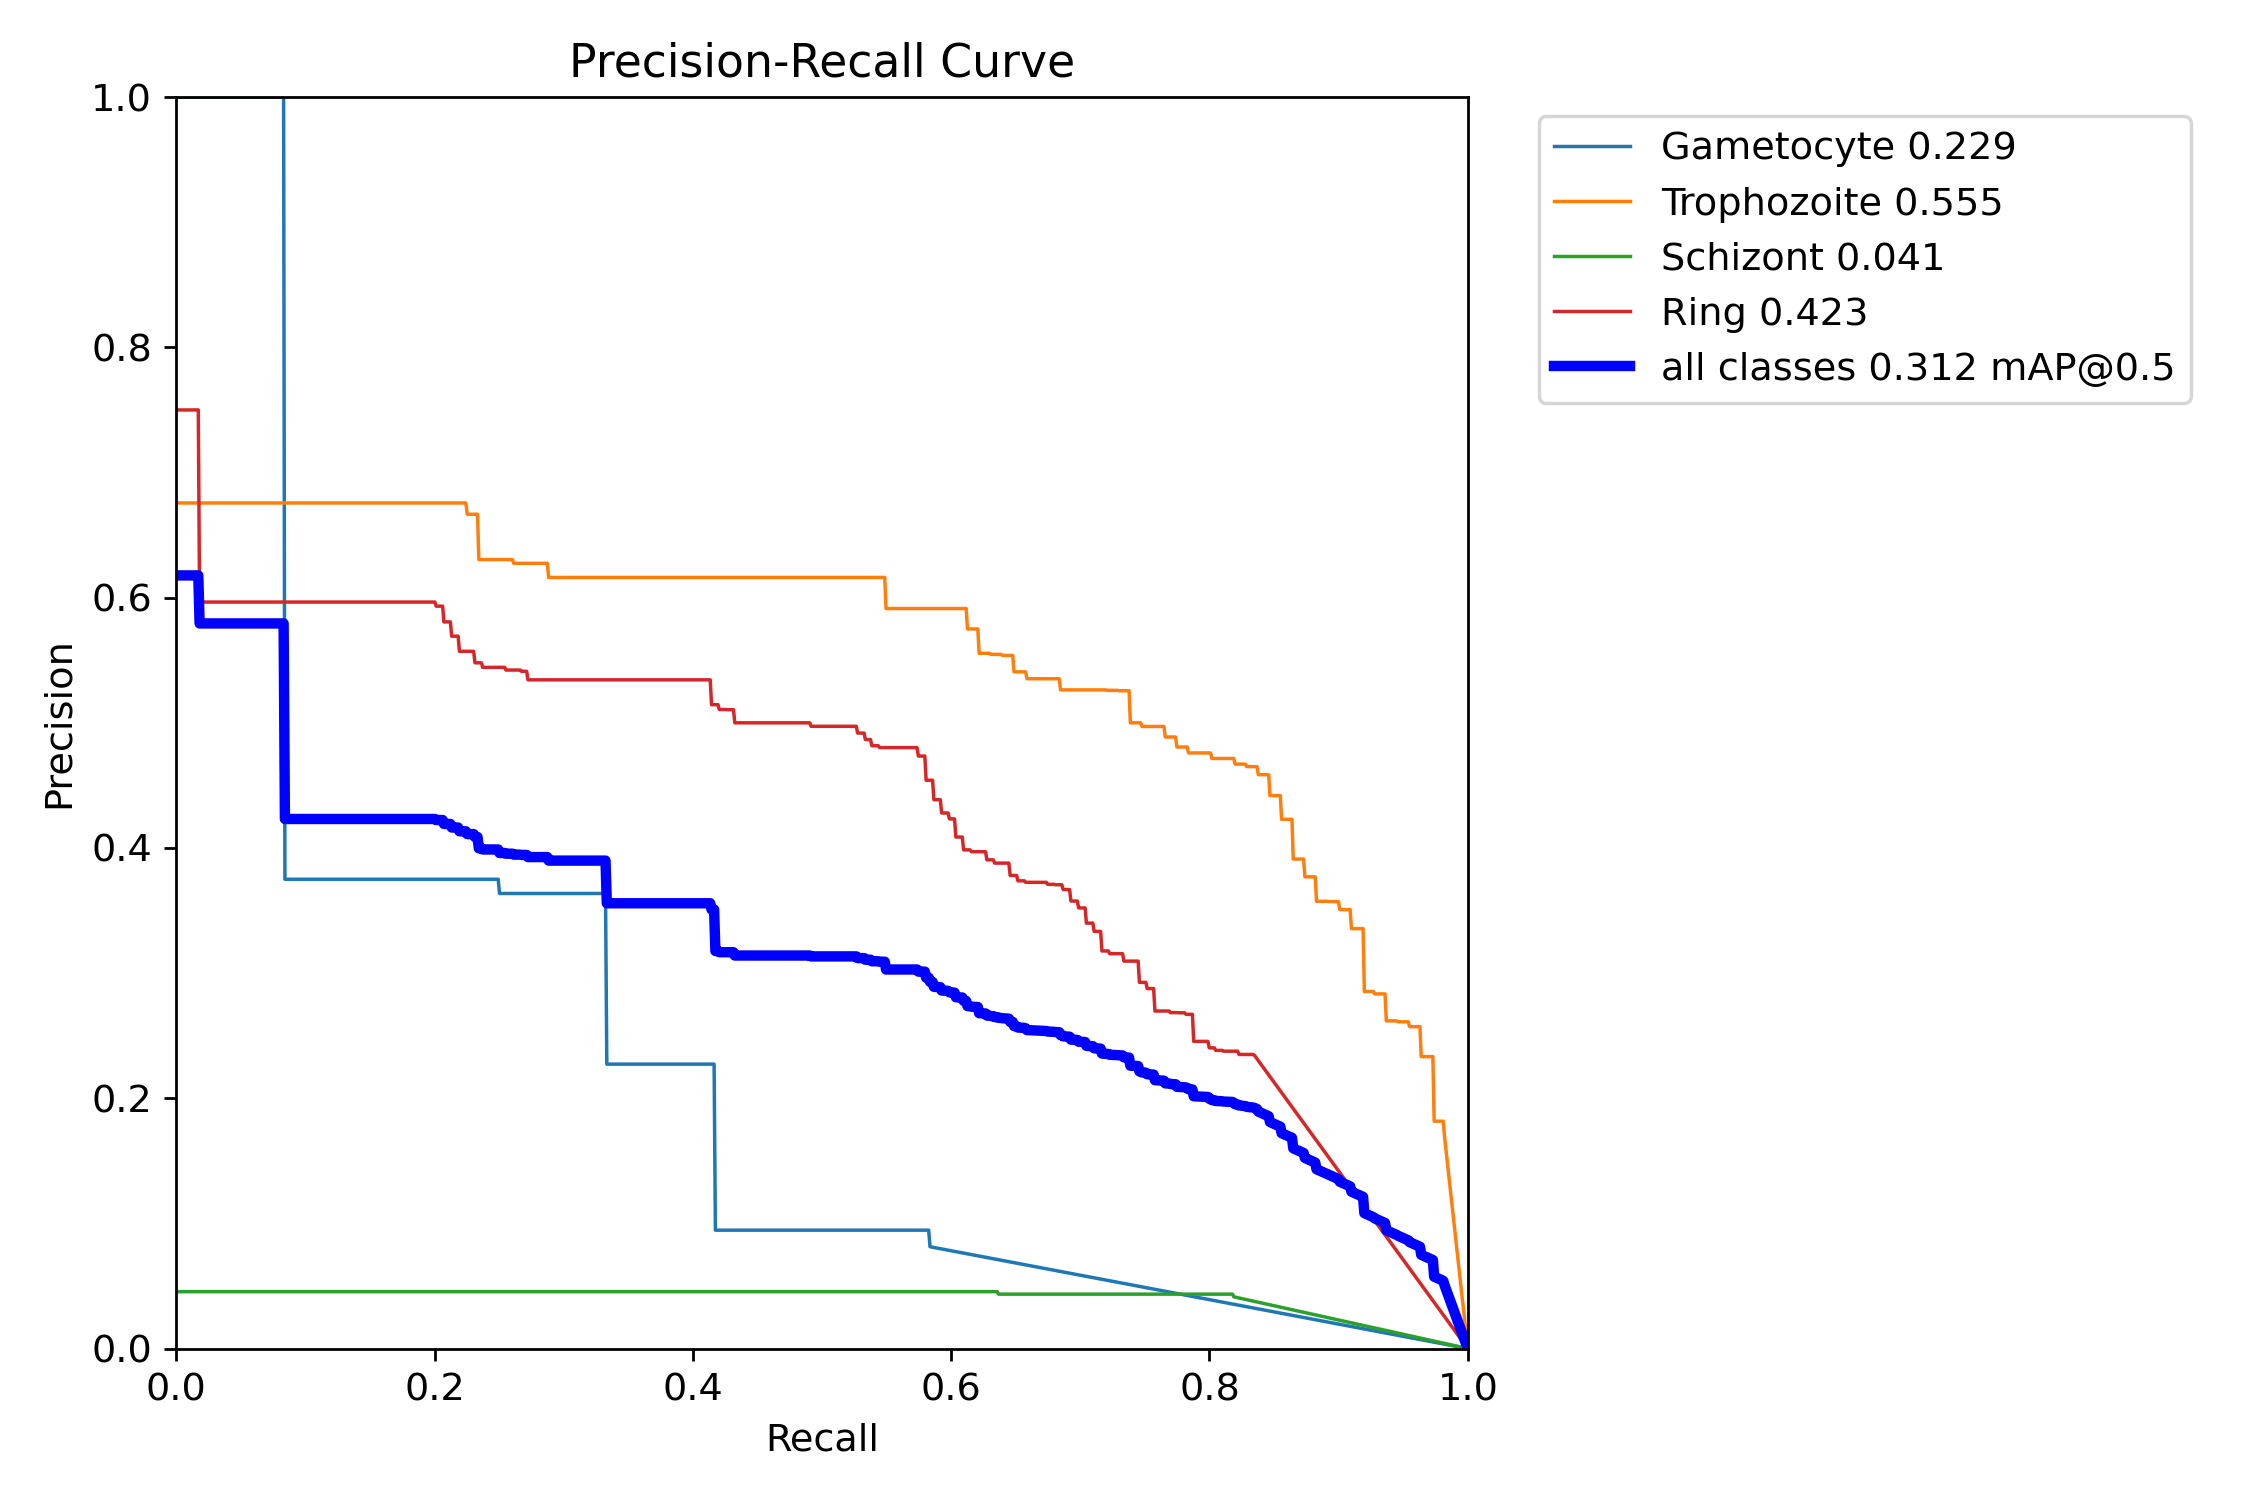 Precision-Recall Curve
1.0
0.8
0.6
0.4
0.2
0.0
Precision
0.0 0.2 0.4 0.6 0.8 1.0
Recall
Gametocyte 0.229
Trophozoite 0.555
Schizont 0.041
Ring 0.423
all classes 0.312 mAP@0.5